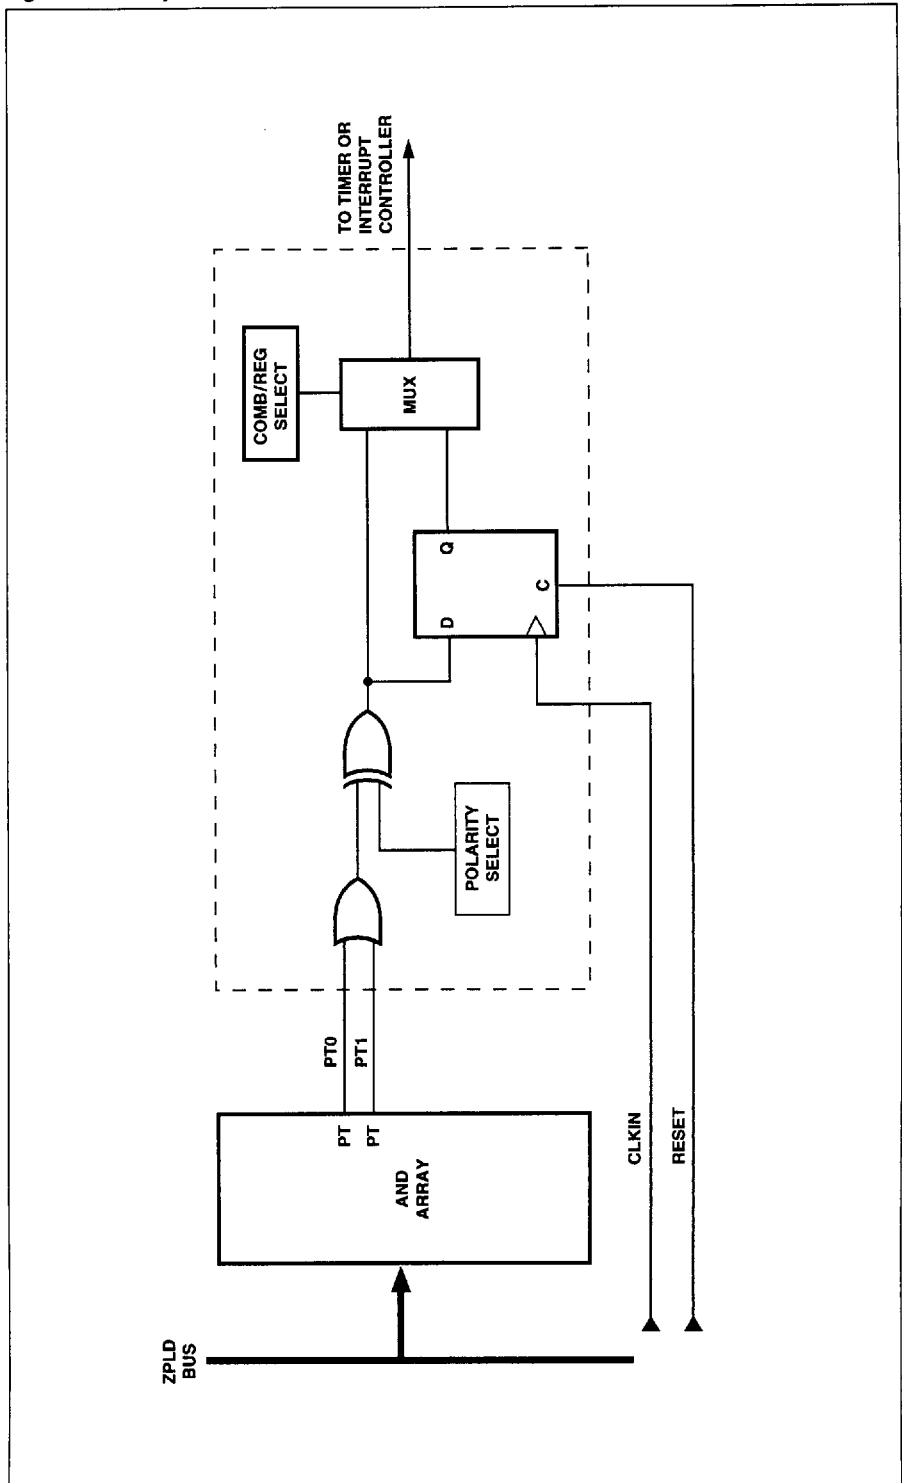 ZPLD
BUS
AND
ARRAY
PT
PT
PT0
PT1
CLKIN
RESET
POLARITY
SELECT
D
Q
C
COMB/REG
SELECT
MUX
TO TIMER OR
INTERRUPT
CONTROLLER